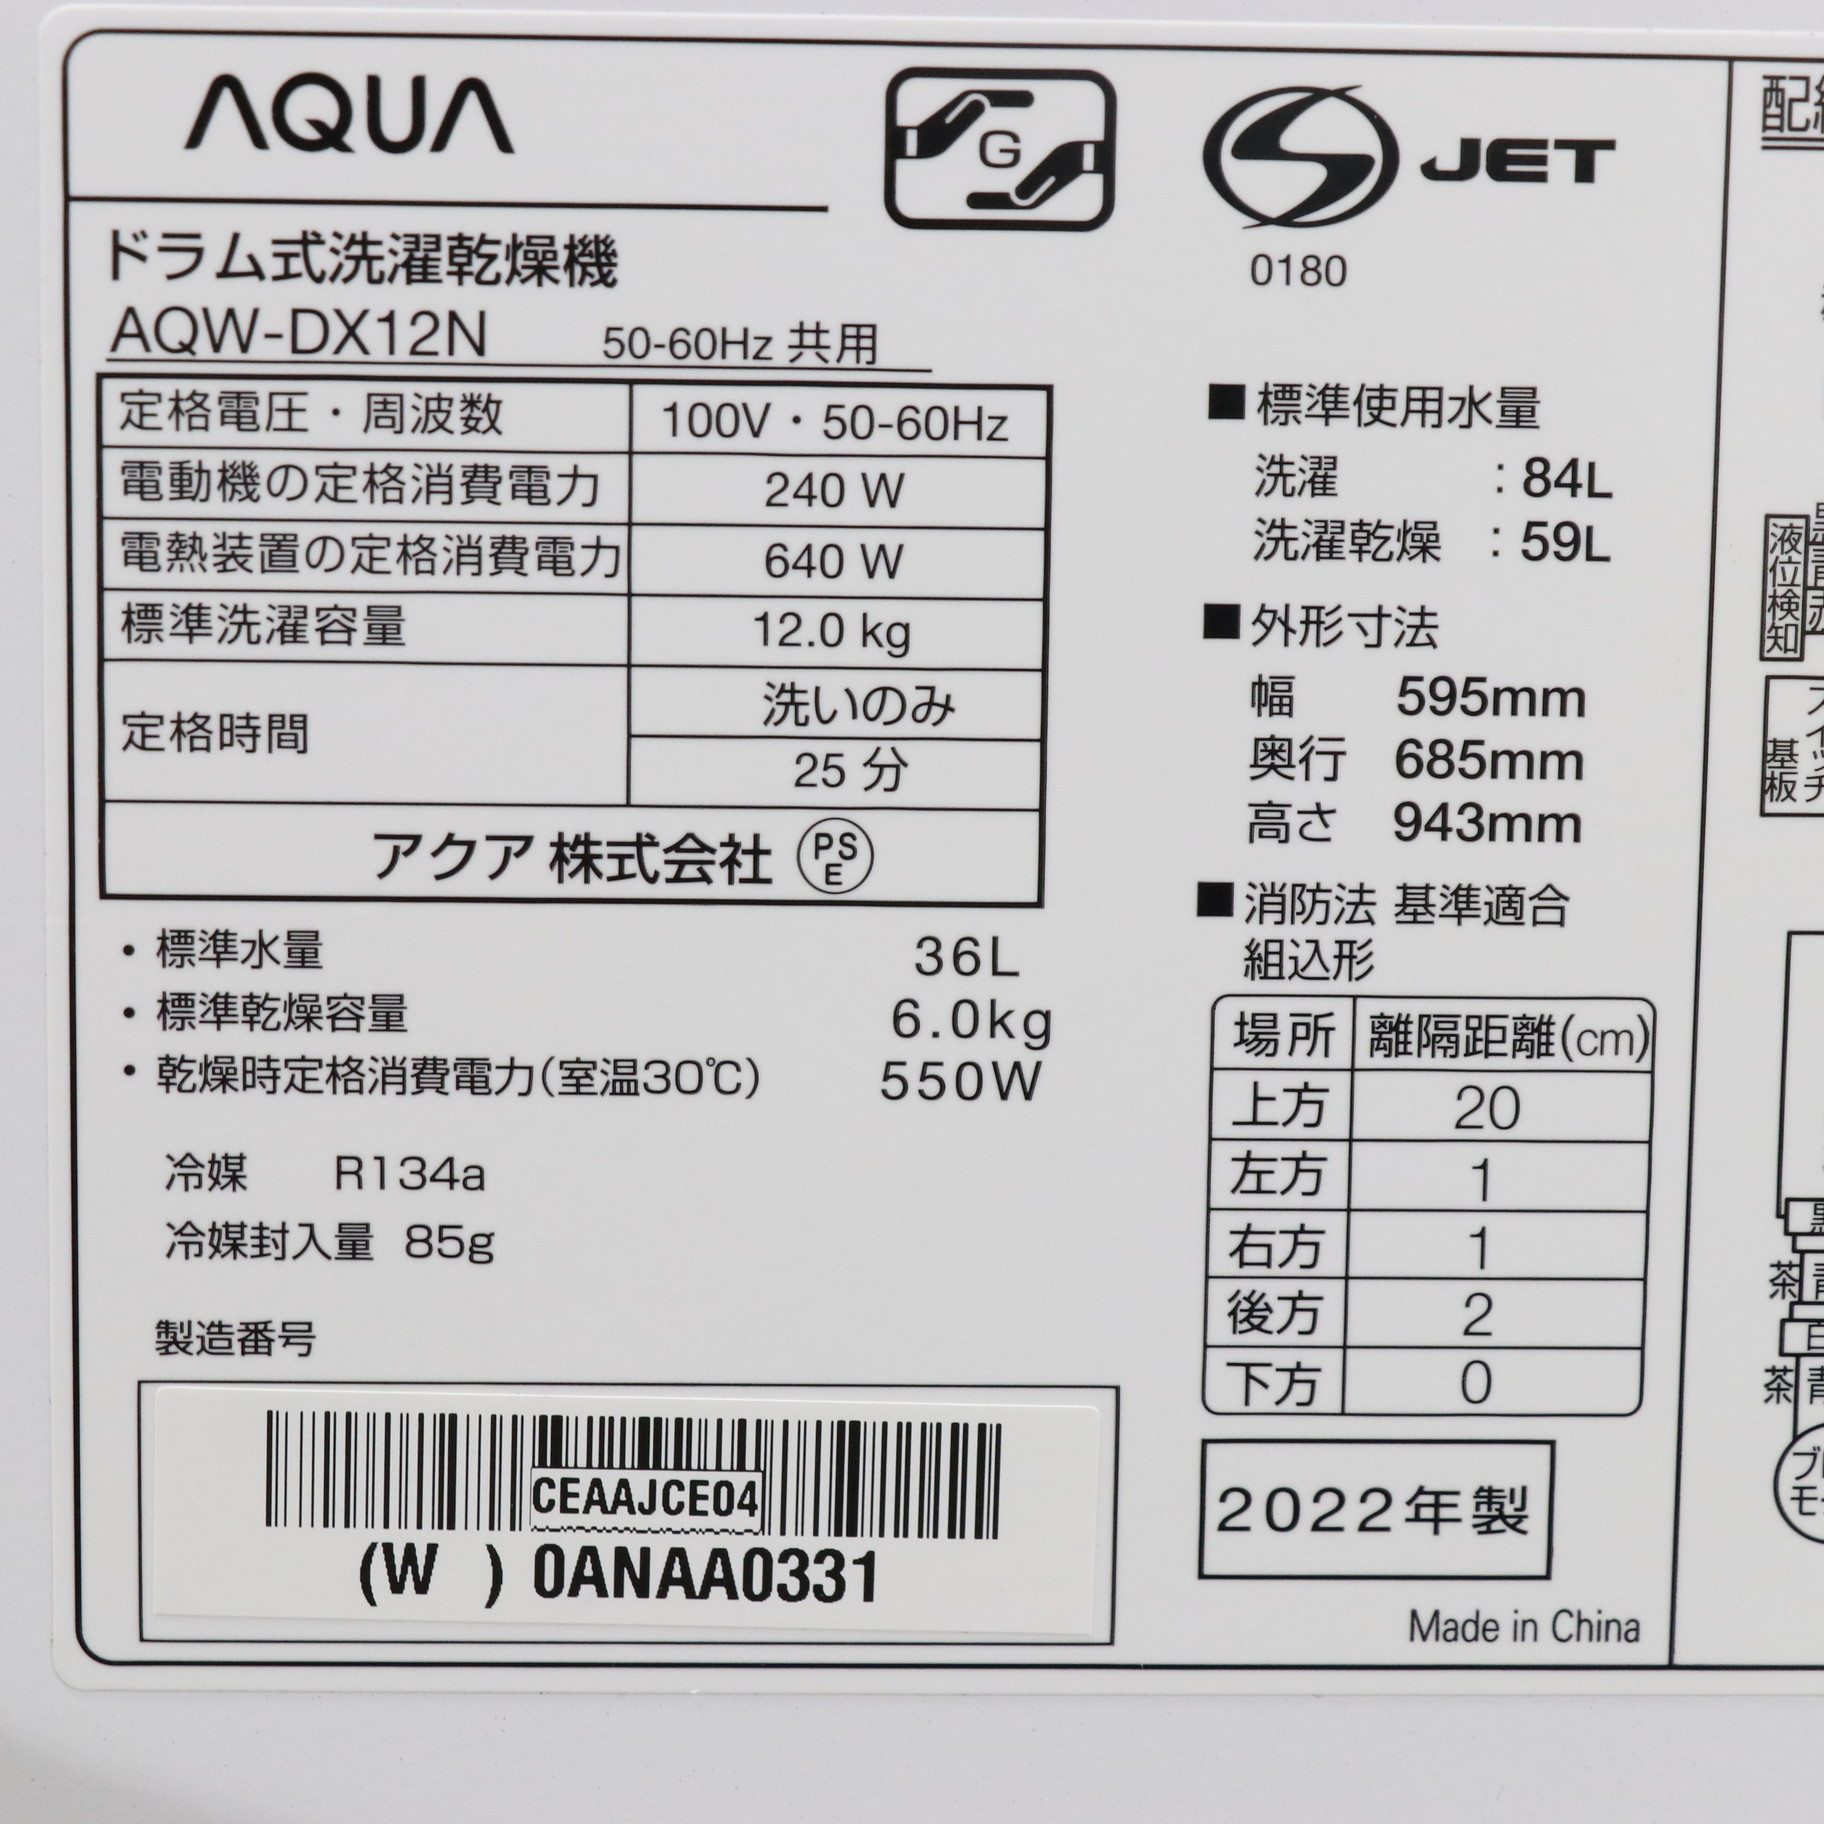 AQUA
G
JET
0180
ドラム式洗濯乾燥機
AQW-DX12N 50-60Hz 共用
定格電圧・周波数 100V・50-60Hz
電動機の定格消費電力 240 W
電熱装置の定格消費電力 640 W
標準洗濯容量 12.0 kg
定格時間 洗いのみ
25 分
アクア 株式会社 PSE
・標準水量 36L
・標準乾燥容量 6.0kg
・乾燥時定格消費電力(室温30℃) 550W
冷媒 R134a
冷媒封入量 85g
製造番号
CEAAJCE04
(W ) 0ANAA0331
■標準使用水量
洗濯 : 84L
洗濯乾燥 : 59L
■外形寸法
幅 595mm
奥行 685mm
高さ 943mm
■消防法 基準適合
組込形
場所 離隔距離(cm)
上方 20
左方 1
右方 1
後方 2
下方 0
2022年製
Made in China
配
液位検知
基板
茶
茶